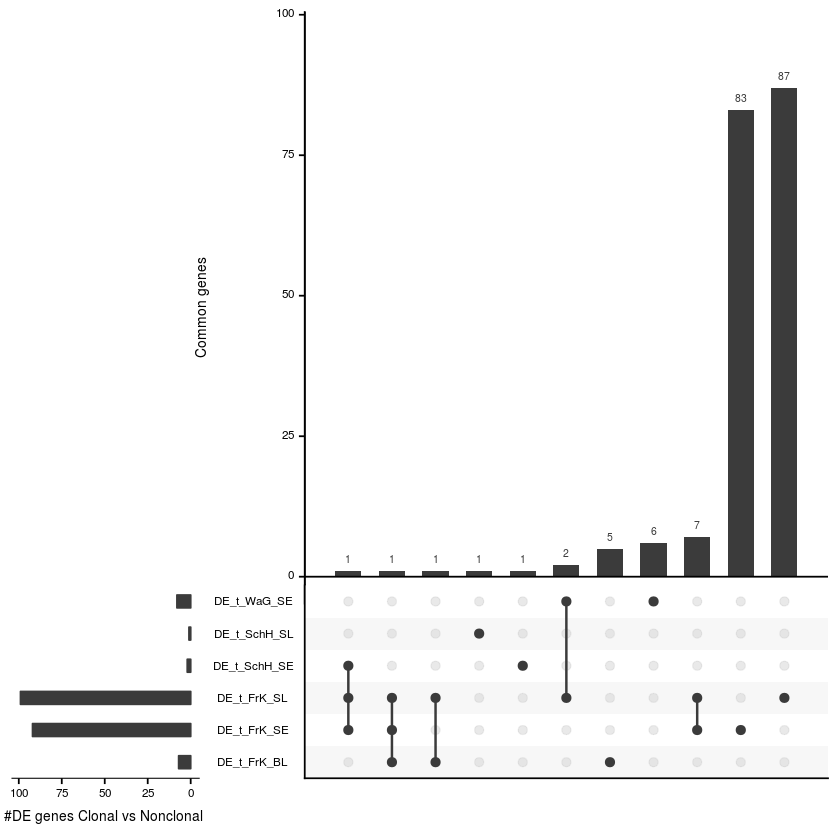 100
75
50
25
0
Common genes
1
1
1
1
1
2
5
6
7
83
87
DE_t_WaG_SE
DE_t_SchH_SL
DE_t_SchH_SE
DE_t_FrK_SL
DE_t_FrK_SE
DE_t_FrK_BL
100 75 50 25 0
#DE genes Clonal vs Nonclonal